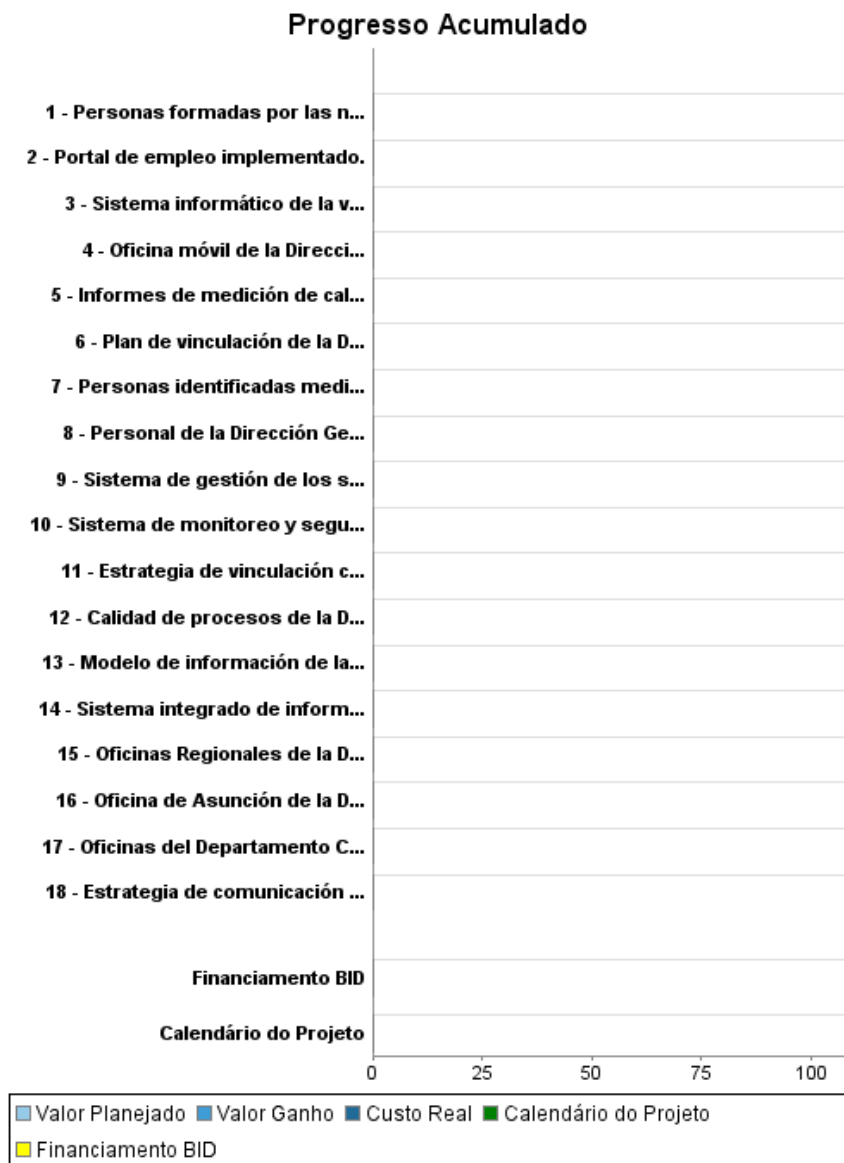 Progresso Acumulado
1 - Personas formadas por las n...
2 - Portal de empleo implementado.
3 - Sistema informático de la v...
4 - Oficina móvil de la Direcci...
5 - Informes de medición de cal...
6 - Plan de vinculación de la D...
7 - Personas identificadas medi...
8 - Personal de la Dirección Ge...
9 - Sistema de gestión de los s...
10 - Sistema de monitoreo y segu...
11 - Estrategia de vinculación c...
12 - Calidad de procesos de la D...
13 - Modelo de información de la...
14 - Sistema integrado de inform...
15 - Oficinas Regionales de la D...
16 - Oficina de Asunción de la D...
17 - Oficinas del Departamento C...
18 - Estrategia de comunicación ...
Financiamento BID
Calendário do Projeto
0 25 50 75 100
Valor Planejado Valor Ganho Custo Real Calendário do Projeto
Financiamento BID